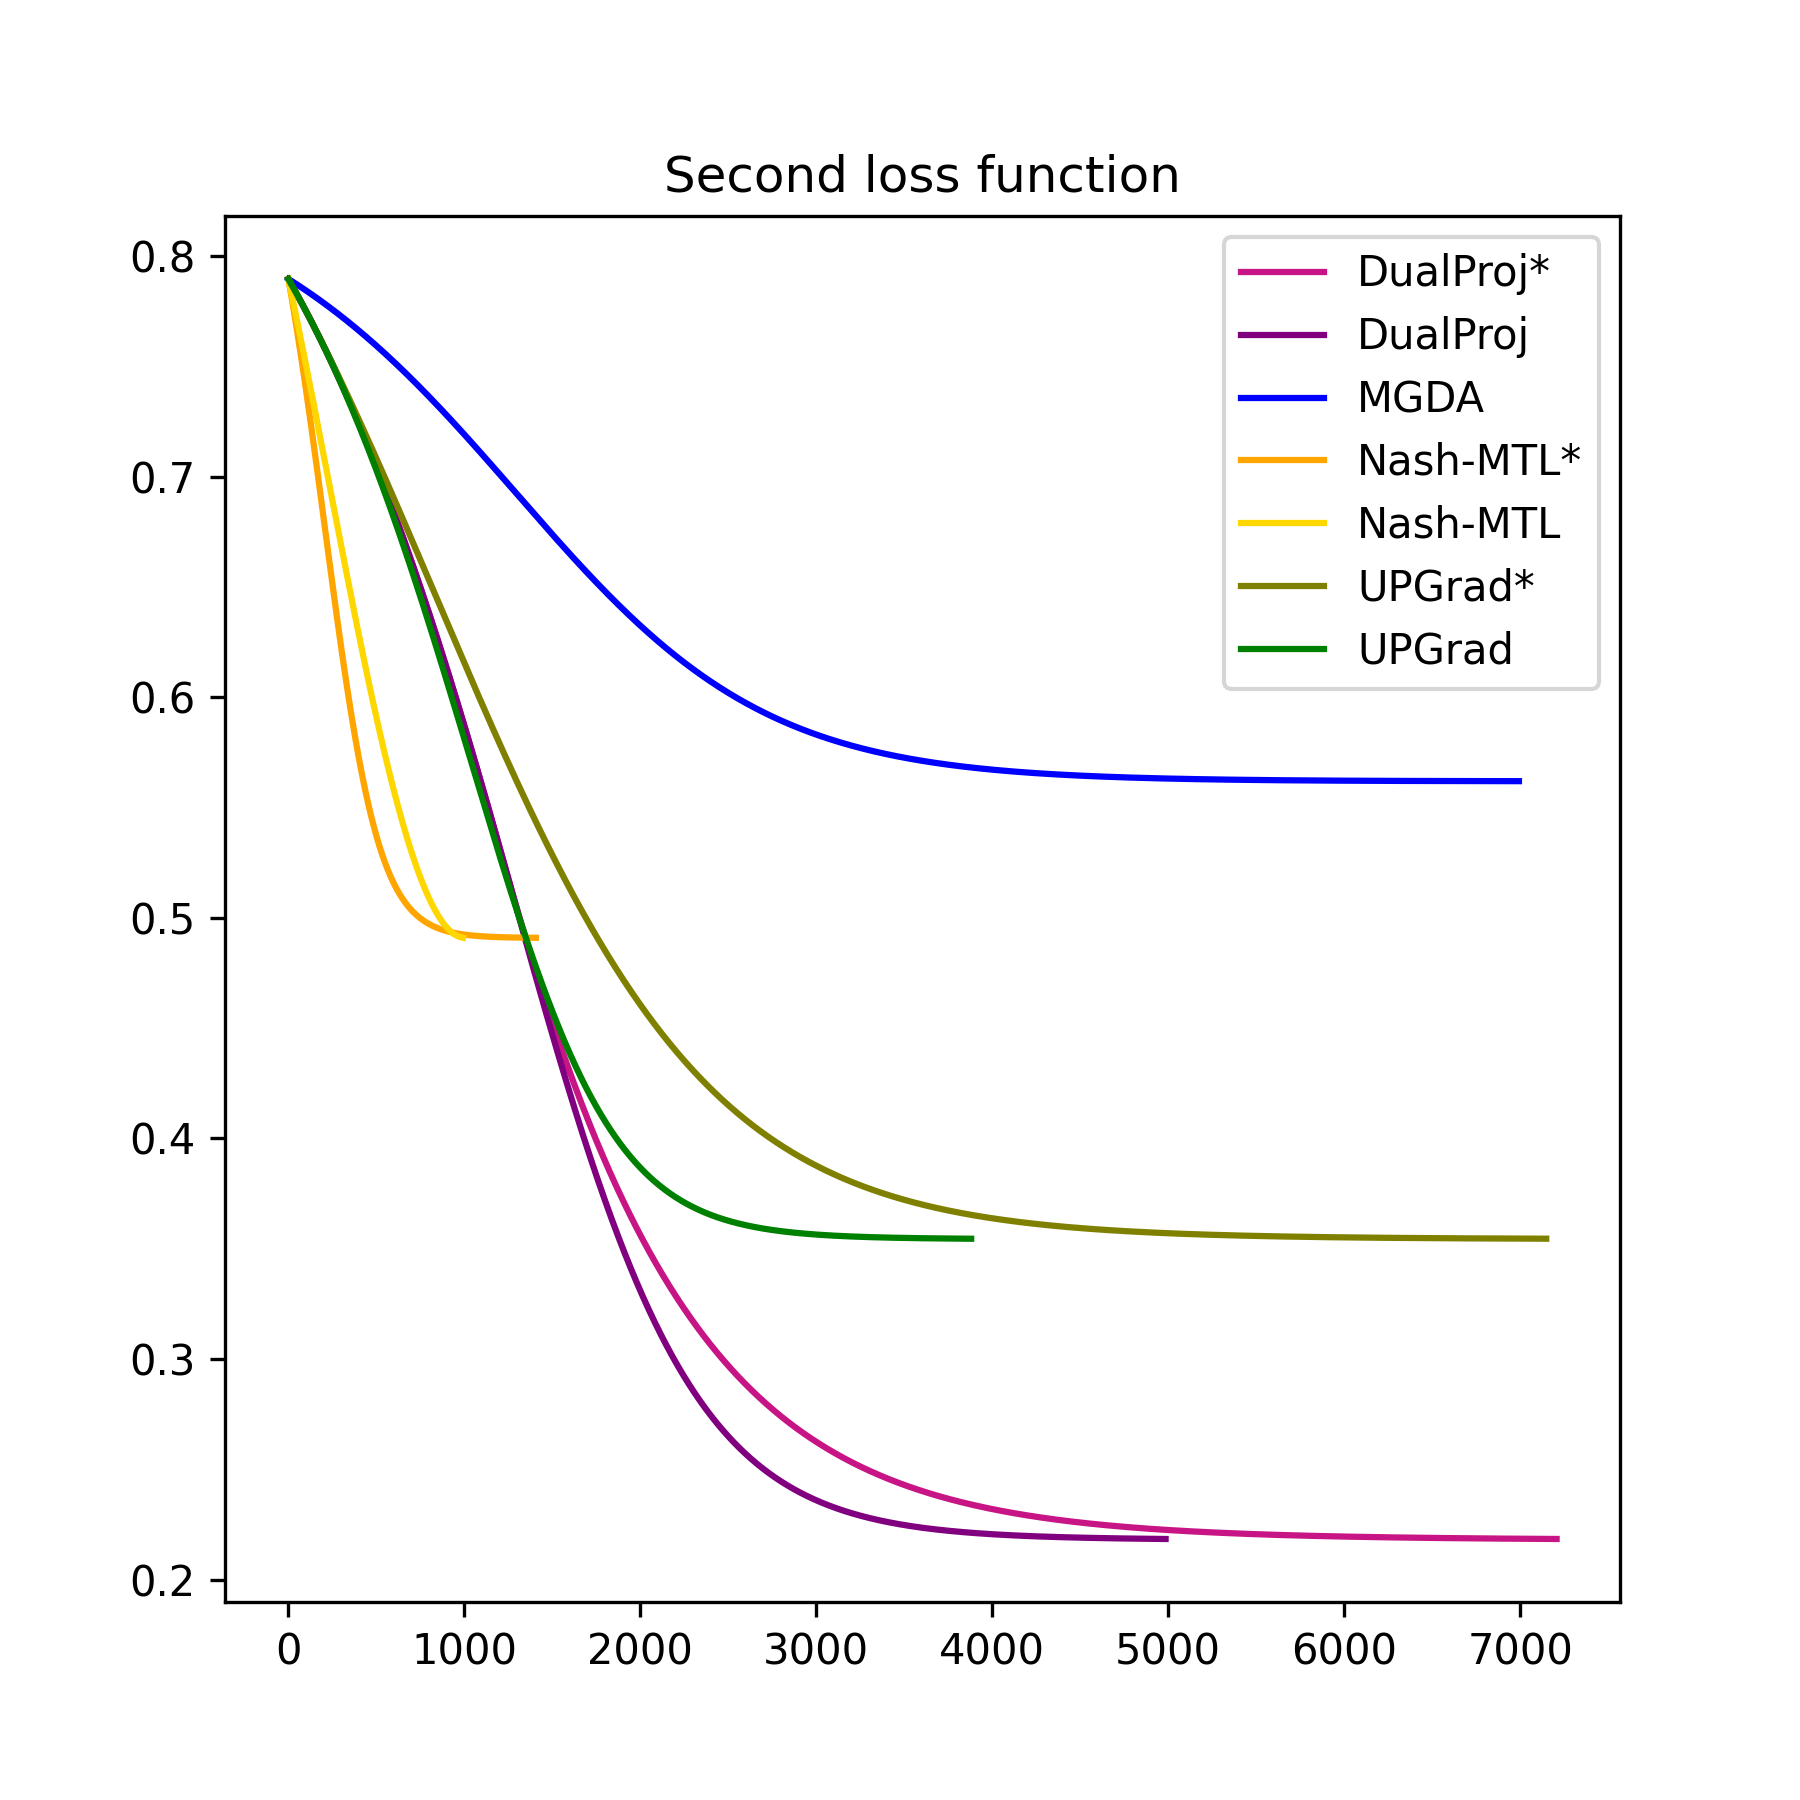 Second loss function
0.8
0.7
0.6
0.5
0.4
0.3
0.2
DualProj*
DualProj
MGDA
Nash-MTL*
Nash-MTL
UPGrad*
UPGrad
0 1000 2000 3000 4000 5000 6000 7000